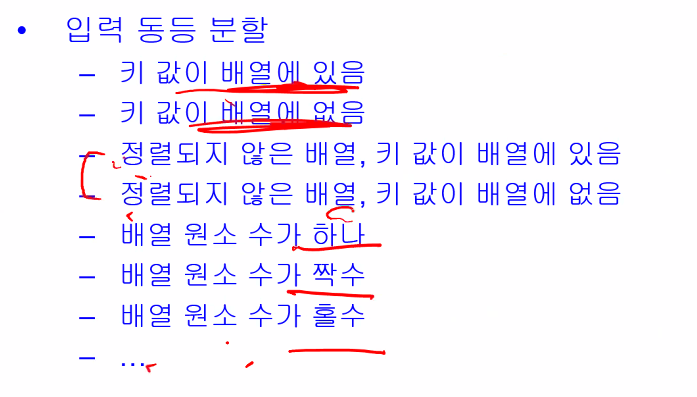 • 입력 동등 분할
– 키 값이 배열에 있음
– 키 값이 배열에 없음
– 정렬되지 않은 배열, 키 값이 배열에 있음
– 정렬되지 않은 배열, 키 값이 배열에 없음
– 배열 원소 수가 하나
– 배열 원소 수가 짝수
– 배열 원소 수가 홀수
– …